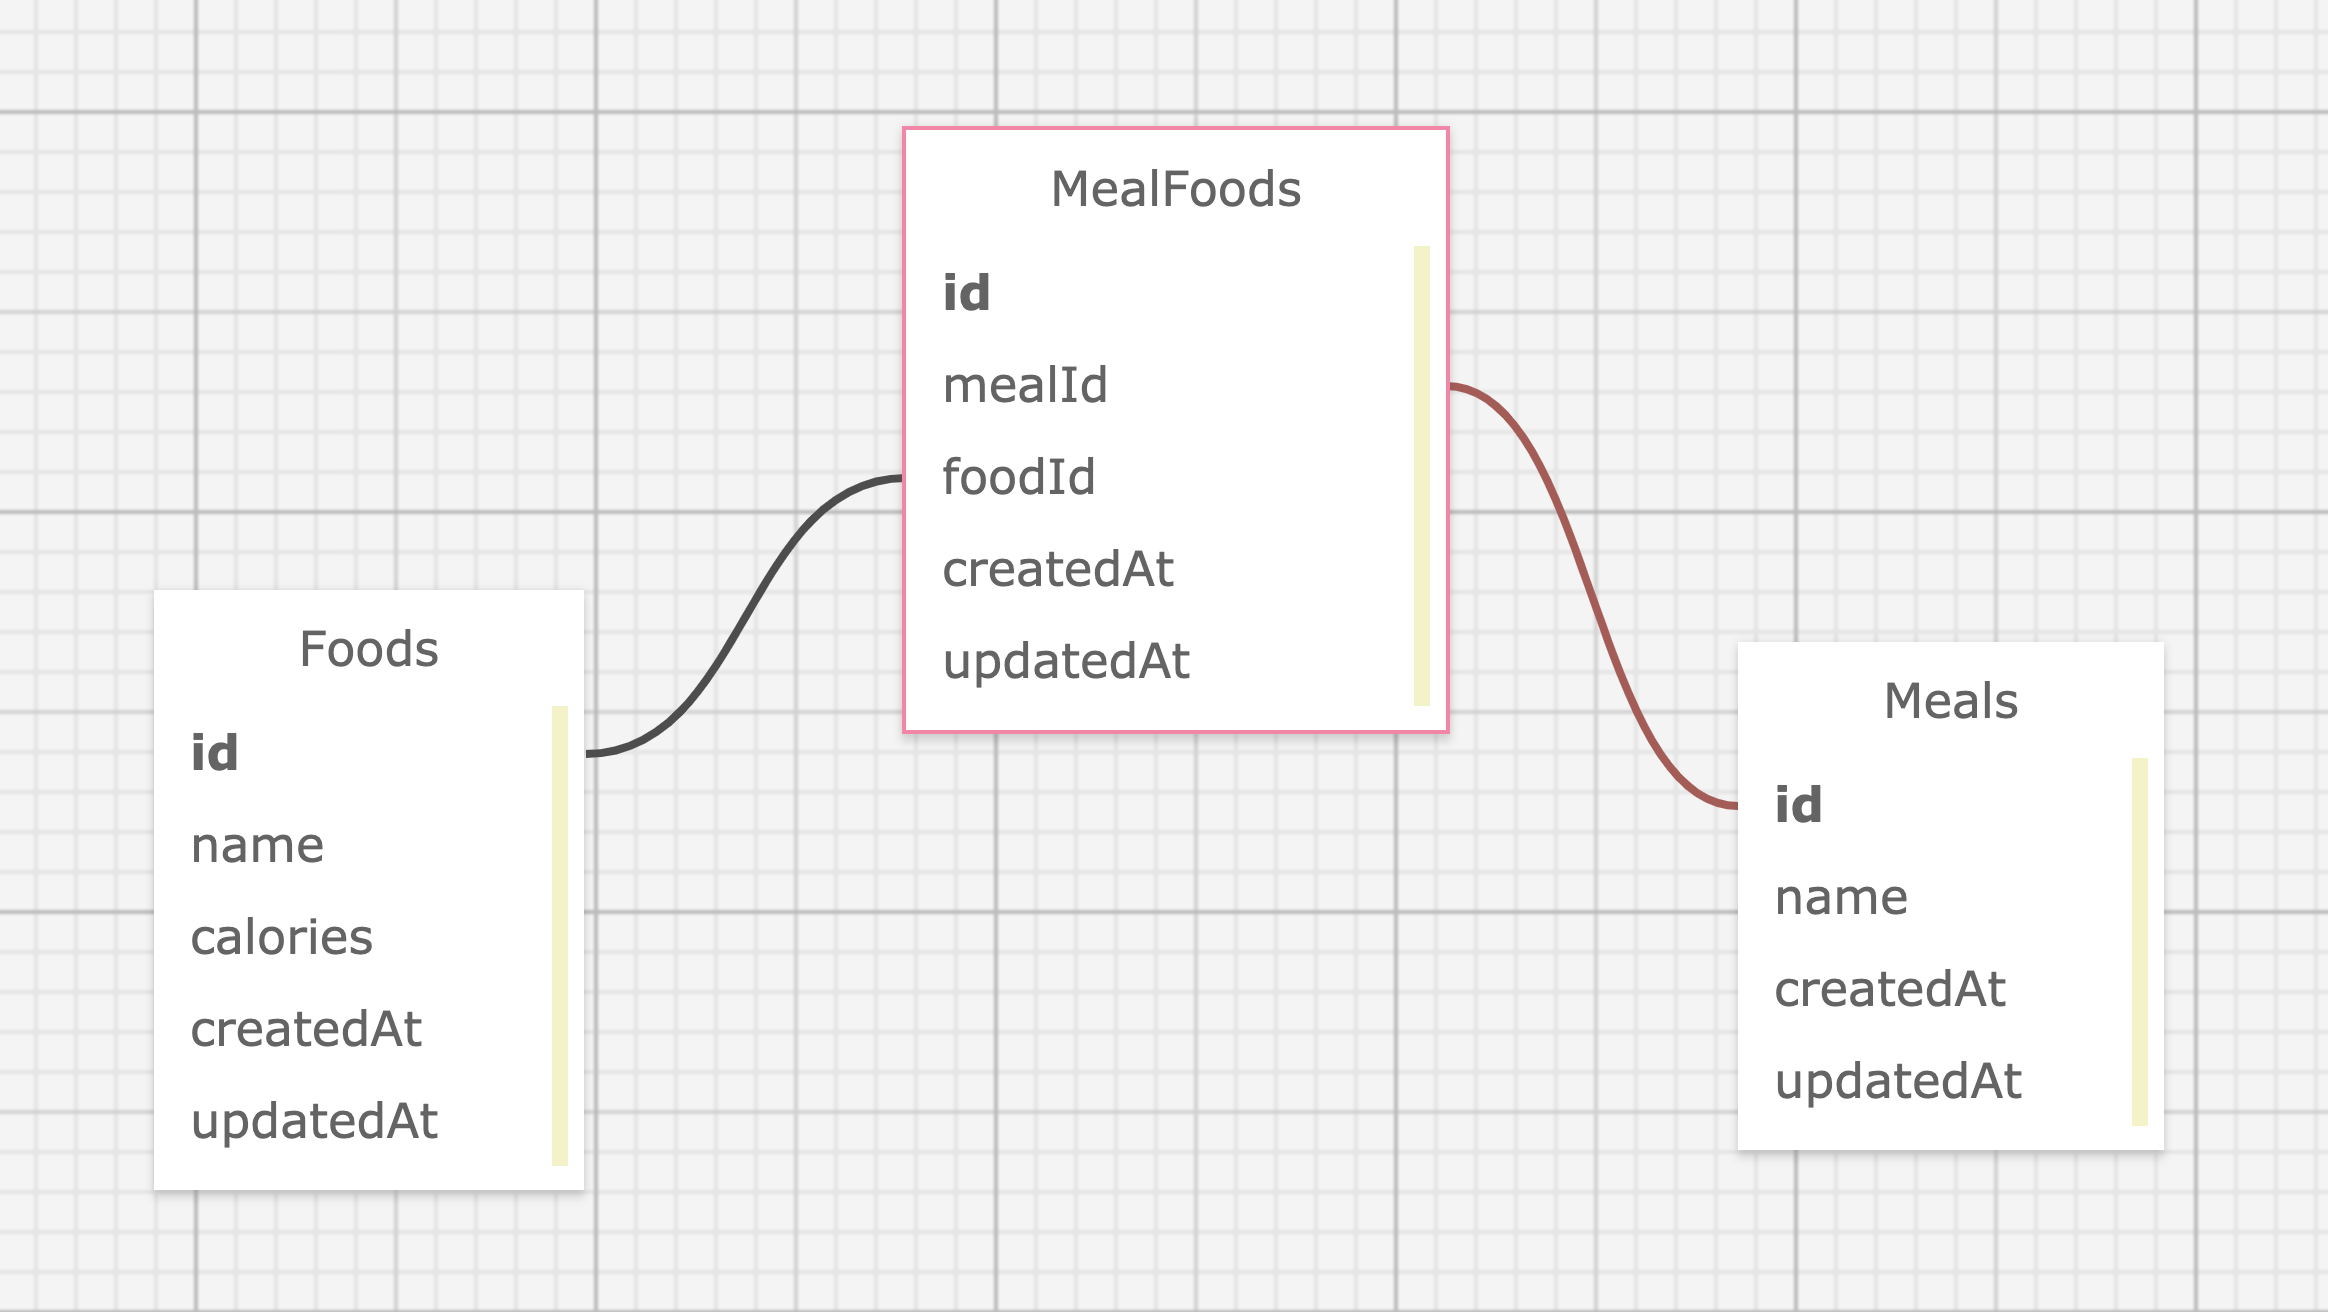 MealFoods
id
mealId
foodId
createdAt
updatedAt
Foods
id
name
calories
createdAt
updatedAt
Meals
id
name
createdAt
updatedAt